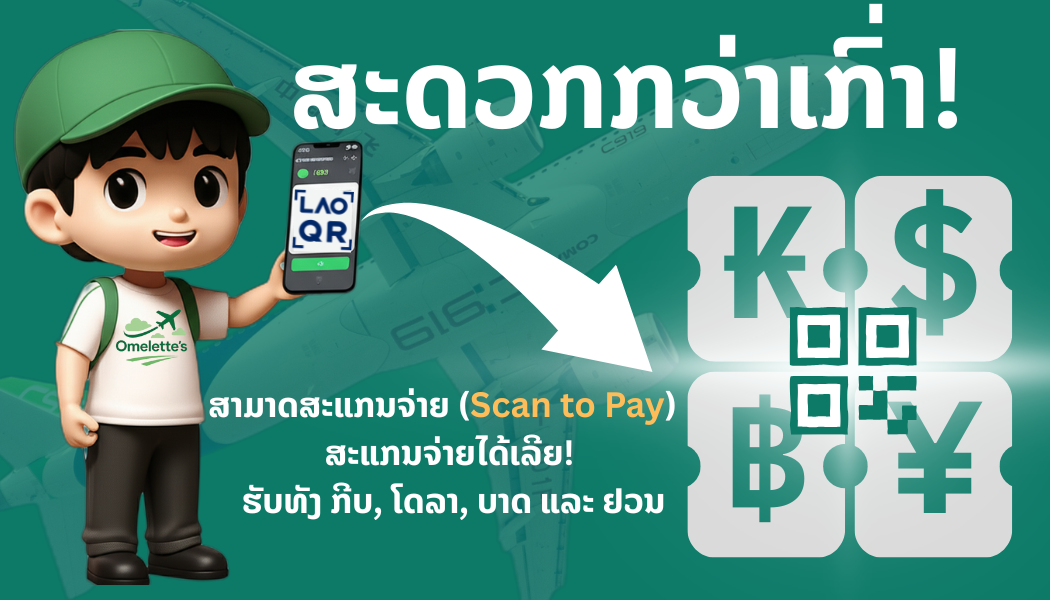 ສະດວກກວ່າເກົ່າ!
LAO
QR
Omelette's
ສາມາດສະແກນຈ່າຍ (Scan to Pay)
ສະແກນຈ່າຍໄດ້ເລີຍ!
ຮັບທັງ ກີບ, ໂດລາ, ບາດ ແລະ ຢວນ
₭ $
฿ ¥
C919
COMAC
C919